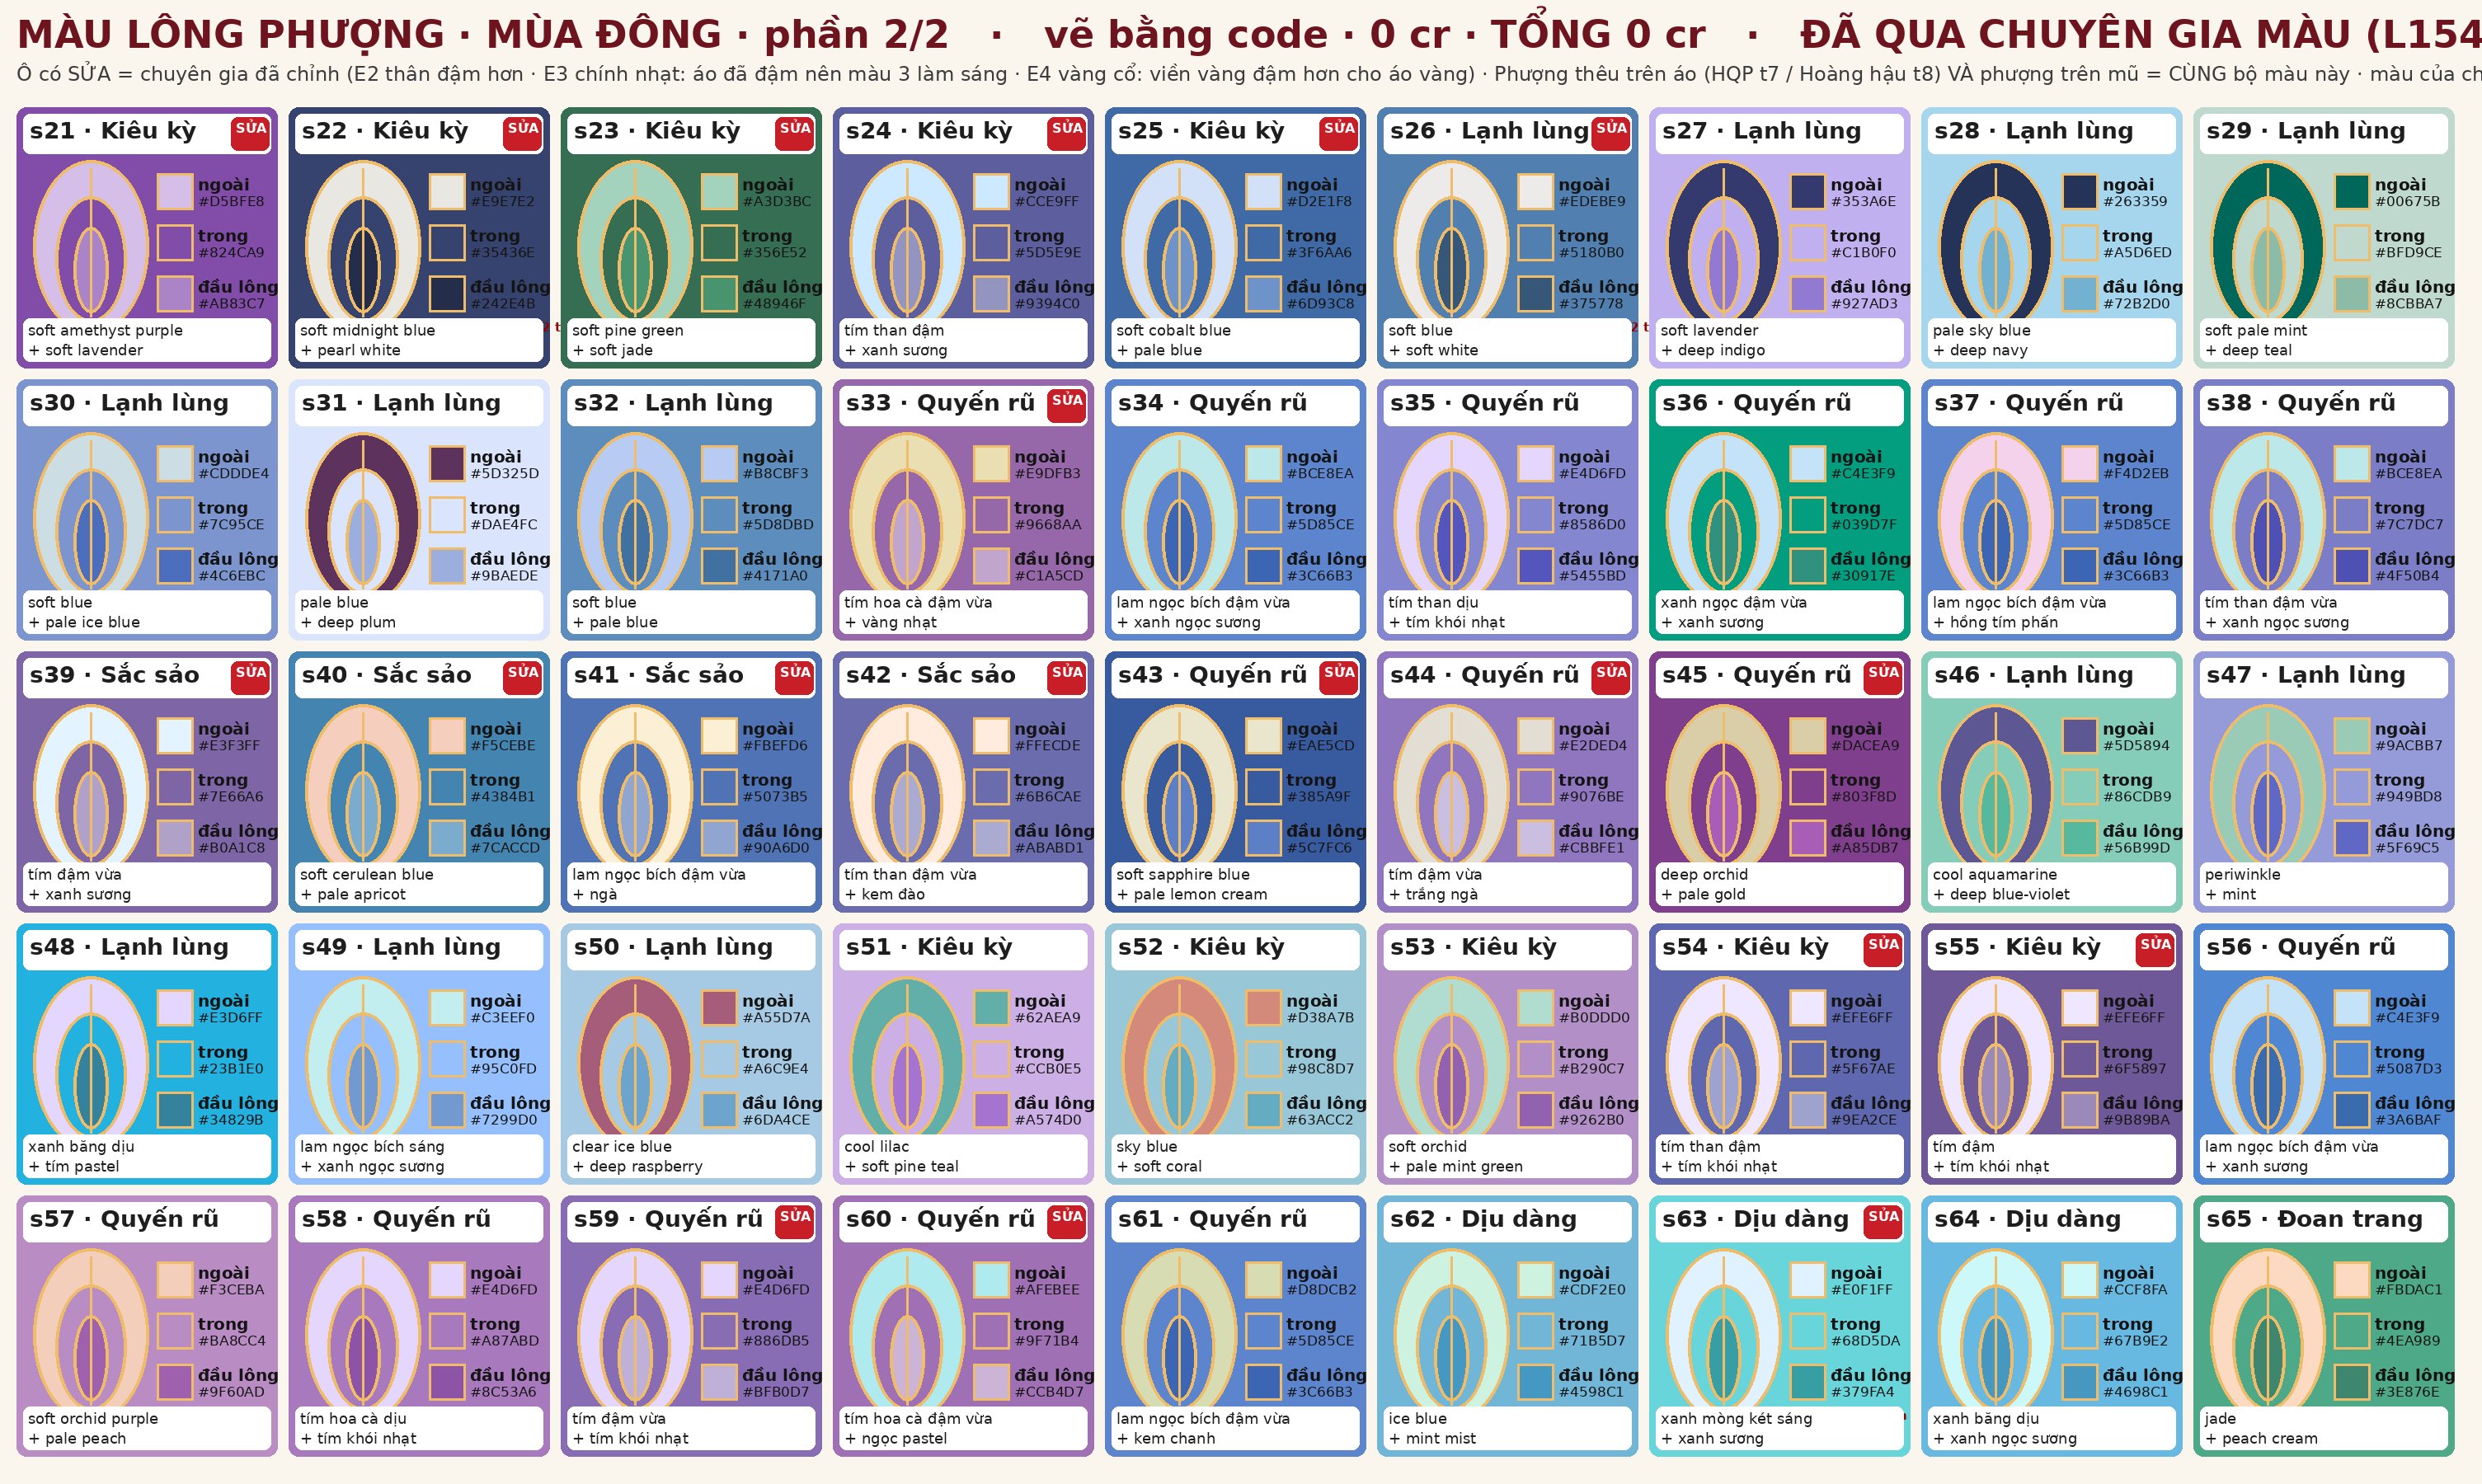 MÀU LÔNG PHƯỢNG · MÙA ĐÔNG · phần 2/2 · vẽ bằng code · 0 cr · TỔNG 0 cr · ĐÃ QUA CHUYÊN GIA MÀU (L154
Ô có SỬA = chuyên gia đã chỉnh (E2 thân đậm hơn · E3 chính nhạt: áo đã đậm nên màu 3 làm sáng · E4 vàng cổ: viền vàng đậm hơn cho áo vàng) · Phượng thêu trên áo (HQP t7 / Hoàng hậu t8) VÀ phượng trên mũ = CÙNG bộ màu này · màu của ch
s21 · Kiêu kỳ
SỬA
ngoài
#D5BFE8
trong
#824CA9
đầu lông
#AB83C7
soft amethyst purple
+ soft lavender
s22 · Kiêu kỳ
SỬA
ngoài
#E9E7E2
trong
#35436E
đầu lông
#242E4B
soft midnight blue
+ pearl white
s23 · Kiêu kỳ
SỬA
ngoài
#A3D3BC
trong
#356E52
đầu lông
#48946F
soft pine green
+ soft jade
s24 · Kiêu kỳ
SỬA
ngoài
#CCE9FF
trong
#5D5E9E
đầu lông
#9394C0
tím than đậm
+ xanh sương
s25 · Kiêu kỳ
SỬA
ngoài
#D2E1F8
trong
#3F6AA6
đầu lông
#6D93C8
soft cobalt blue
+ pale blue
s26 · Lạnh lùng
SỬA
ngoài
#EDEBE9
trong
#5180B0
đầu lông
#375778
soft blue
+ soft white
s27 · Lạnh lùng
ngoài
#353A6E
trong
#C1B0F0
đầu lông
#927AD3
soft lavender
+ deep indigo
s28 · Lạnh lùng
ngoài
#263359
trong
#A5D6ED
đầu lông
#72B2D0
pale sky blue
+ deep navy
s29 · Lạnh lùng
ngoài
#00675B
trong
#BFD9CE
đầu lông
#8CBBA7
soft pale mint
+ deep teal
s30 · Lạnh lùng
ngoài
#CDDDE4
trong
#7C95CE
đầu lông
#4C6EBC
soft blue
+ pale ice blue
s31 · Lạnh lùng
ngoài
#5D325D
trong
#DAE4FC
đầu lông
#9BAEDE
pale blue
+ deep plum
s32 · Lạnh lùng
ngoài
#B8CBF3
trong
#5D8DBD
đầu lông
#4171A0
soft blue
+ pale blue
s33 · Quyến rũ
SỬA
ngoài
#E9DFB3
trong
#9668AA
đầu lông
#C1A5CD
tím hoa cà đậm vừa
+ vàng nhạt
s34 · Quyến rũ
ngoài
#BCE8EA
trong
#5D85CE
đầu lông
#3C66B3
lam ngọc bích đậm vừa
+ xanh ngọc sương
s35 · Quyến rũ
ngoài
#E4D6FD
trong
#8586D0
đầu lông
#5455BD
tím than dịu
+ tím khói nhạt
s36 · Quyến rũ
ngoài
#C4E3F9
trong
#039D7F
đầu lông
#30917E
xanh ngọc đậm vừa
+ xanh sương
s37 · Quyến rũ
ngoài
#F4D2EB
trong
#5D85CE
đầu lông
#3C66B3
lam ngọc bích đậm vừa
+ hồng tím phấn
s38 · Quyến rũ
ngoài
#BCE8EA
trong
#7C7DC7
đầu lông
#4F50B4
tím than đậm vừa
+ xanh ngọc sương
s39 · Sắc sảo
SỬA
ngoài
#E3F3FF
trong
#7E66A6
đầu lông
#B0A1C8
tím đậm vừa
+ xanh sương
s40 · Sắc sảo
SỬA
ngoài
#F5CEBE
trong
#4384B1
đầu lông
#7CACCD
soft cerulean blue
+ pale apricot
s41 · Sắc sảo
SỬA
ngoài
#FBEFD6
trong
#5073B5
đầu lông
#90A6D0
lam ngọc bích đậm vừa
+ ngà
s42 · Sắc sảo
SỬA
ngoài
#FFECDE
trong
#6B6CAE
đầu lông
#ABABD1
tím than đậm vừa
+ kem đào
s43 · Quyến rũ
SỬA
ngoài
#EAE5CD
trong
#385A9F
đầu lông
#5C7FC6
soft sapphire blue
+ pale lemon cream
s44 · Quyến rũ
SỬA
ngoài
#E2DED4
trong
#9076BE
đầu lông
#CBBFE1
tím đậm vừa
+ trắng ngà
s45 · Quyến rũ
SỬA
ngoài
#DACEA9
trong
#803F8D
đầu lông
#A85DB7
deep orchid
+ pale gold
s46 · Lạnh lùng
ngoài
#5D5894
trong
#86CDB9
đầu lông
#56B99D
cool aquamarine
+ deep blue-violet
s47 · Lạnh lùng
ngoài
#9ACBB7
trong
#949BD8
đầu lông
#5F69C5
periwinkle
+ mint
s48 · Lạnh lùng
ngoài
#E3D6FF
trong
#23B1E0
đầu lông
#34829B
xanh băng dịu
+ tím pastel
s49 · Lạnh lùng
ngoài
#C3EEF0
trong
#95C0FD
đầu lông
#7299D0
lam ngọc bích sáng
+ xanh ngọc sương
s50 · Lạnh lùng
ngoài
#A55D7A
trong
#A6C9E4
đầu lông
#6DA4CE
clear ice blue
+ deep raspberry
s51 · Kiêu kỳ
ngoài
#62AEA9
trong
#CCB0E5
đầu lông
#A574D0
cool lilac
+ soft pine teal
s52 · Kiêu kỳ
ngoài
#D38A7B
trong
#98C8D7
đầu lông
#63ACC2
sky blue
+ soft coral
s53 · Kiêu kỳ
ngoài
#B0DDD0
trong
#B290C7
đầu lông
#9262B0
soft orchid
+ pale mint green
s54 · Kiêu kỳ
SỬA
ngoài
#EFE6FF
trong
#5F67AE
đầu lông
#9EA2CE
tím than đậm
+ tím khói nhạt
s55 · Kiêu kỳ
SỬA
ngoài
#EFE6FF
trong
#6F5897
đầu lông
#9B89BA
tím đậm
+ tím khói nhạt
s56 · Quyến rũ
ngoài
#C4E3F9
trong
#5087D3
đầu lông
#3A6BAF
lam ngọc bích đậm vừa
+ xanh sương
s57 · Quyến rũ
ngoài
#F3CEBA
trong
#BA8CC4
đầu lông
#9F60AD
soft orchid purple
+ pale peach
s58 · Quyến rũ
ngoài
#E4D6FD
trong
#A87ABD
đầu lông
#8C53A6
tím hoa cà dịu
+ tím khói nhạt
s59 · Quyến rũ
SỬA
ngoài
#E4D6FD
trong
#886DB5
đầu lông
#BFB0D7
tím đậm vừa
+ tím khói nhạt
s60 · Quyến rũ
SỬA
ngoài
#AFEBEE
trong
#9F71B4
đầu lông
#CCB4D7
tím hoa cà đậm vừa
+ ngọc pastel
s61 · Quyến rũ
ngoài
#D8DCB2
trong
#5D85CE
đầu lông
#3C66B3
lam ngọc bích đậm vừa
+ kem chanh
s62 · Dịu dàng
ngoài
#CDF2E0
trong
#71B5D7
đầu lông
#4598C1
ice blue
+ mint mist
s63 · Dịu dàng
SỬA
ngoài
#E0F1FF
trong
#68D5DA
đầu lông
#379FA4
xanh mòng két sáng
+ xanh sương
s64 · Dịu dàng
ngoài
#CCF8FA
trong
#67B9E2
đầu lông
#4698C1
xanh băng dịu
+ xanh ngọc sương
s65 · Đoan trang
ngoài
#FBDAC1
trong
#4EA989
đầu lông
#3E876E
jade
+ peach cream